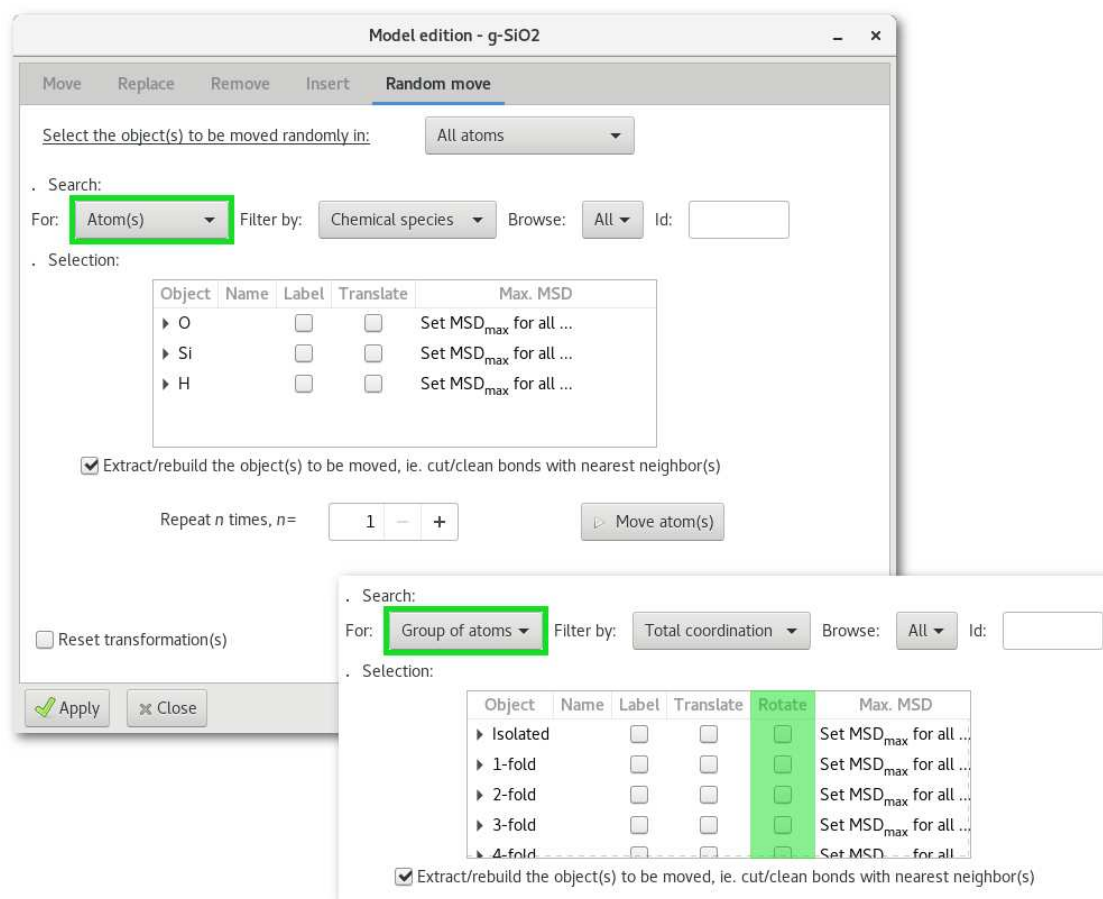 Model edition - g-SiO2
Move Replace Remove Insert Random move
Select the object(s) to be moved randomly in: All atoms
. Search:
For: Atom(s) Filter by: Chemical species Browse: All Id:
. Selection:
Object Name Label Translate Max. MSD
O Set MSDmax for all ...
Si Set MSDmax for all ...
H Set MSDmax for all ...
Extract/rebuild the object(s) to be moved, ie. cut/clean bonds with nearest neighbor(s)
Repeat n times, n= 1 − + Move atom(s)
Reset transformation(s)
Apply Close
. Search:
For: Group of atoms Filter by: Total coordination Browse: All Id:
. Selection:
Object Name Label Translate Rotate Max. MSD
Isolated Set MSDmax for all ...
1-fold Set MSDmax for all ...
2-fold Set MSDmax for all ...
3-fold Set MSDmax for all ...
4-fold Set MSD for all
Extract/rebuild the object(s) to be moved, ie. cut/clean bonds with nearest neighbor(s)